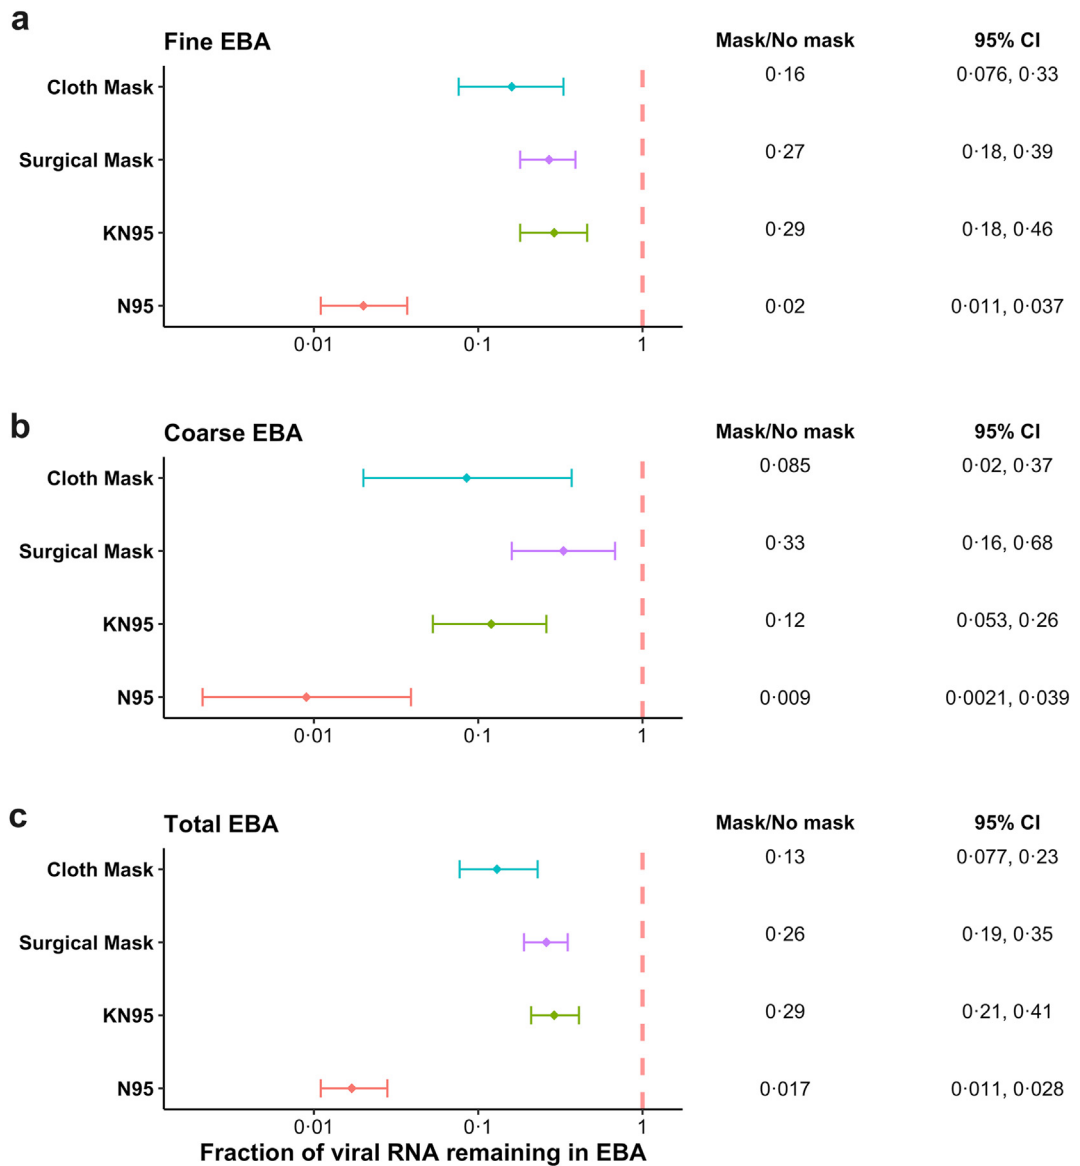 a
Fine EBA Mask/No mask 95% CI
Cloth Mask 0·16 0·076, 0·33
Surgical Mask 0·27 0·18, 0·39
KN95 0·29 0·18, 0·46
N95 0·02 0·011, 0·037
0·01 0·1 1
b
Coarse EBA Mask/No mask 95% CI
Cloth Mask 0·085 0·02, 0·37
Surgical Mask 0·33 0·16, 0·68
KN95 0·12 0·053, 0·26
N95 0·009 0·0021, 0·039
0·01 0·1 1
c
Total EBA Mask/No mask 95% CI
Cloth Mask 0·13 0·077, 0·23
Surgical Mask 0·26 0·19, 0·35
KN95 0·29 0·21, 0·41
N95 0·017 0·011, 0·028
0·01 0·1 1
Fraction of viral RNA remaining in EBA